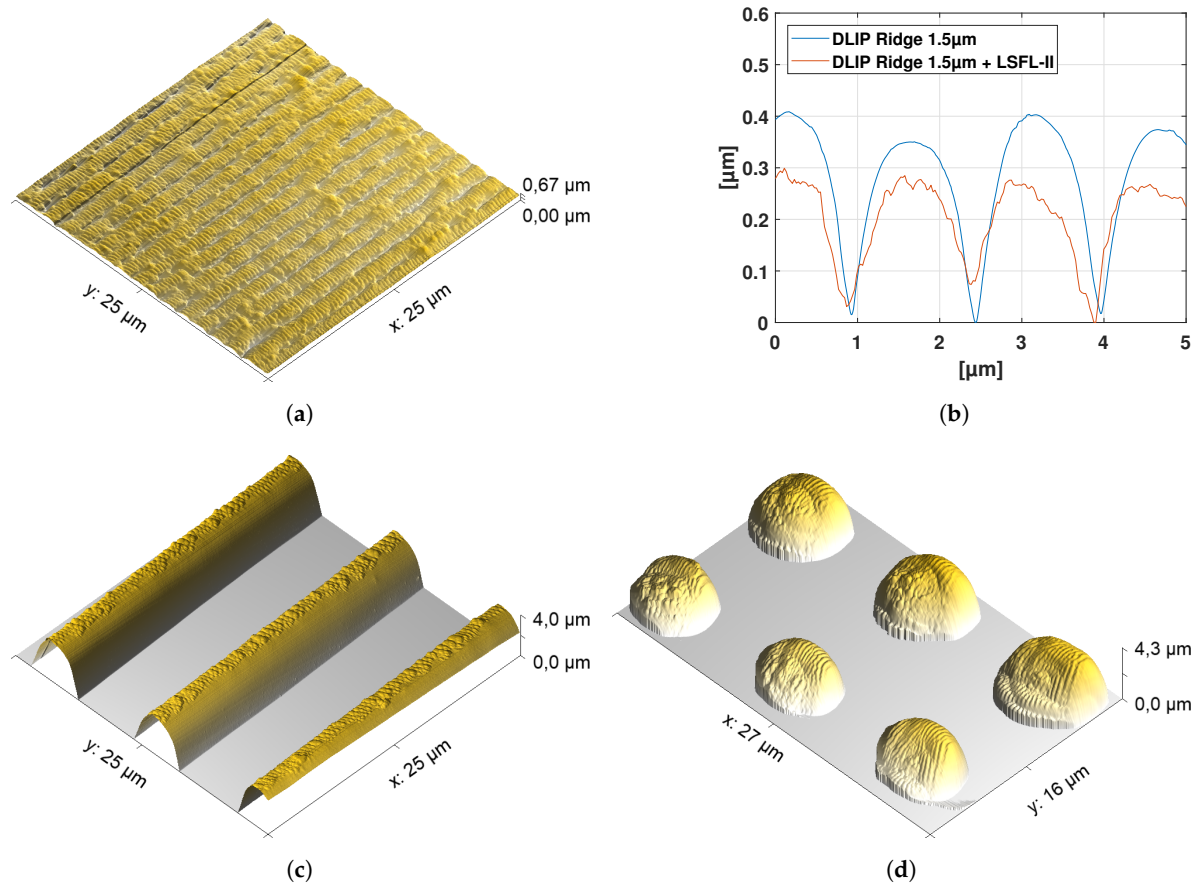 0,67 µm
0,00 µm
y: 25 µm
x: 25 µm
(a)
DLIP Ridge 1.5µm
DLIP Ridge 1.5µm + LSFL-II
0.6
0.5
0.4
0.3
0.2
0.1
0
[µm]
0 1 2 3 4 5
[µm]
(b)
4,0 µm
0,0 µm
y: 25 µm
x: 25 µm
(c)
4,3 µm
0,0 µm
x: 27 µm
y: 16 µm
(d)